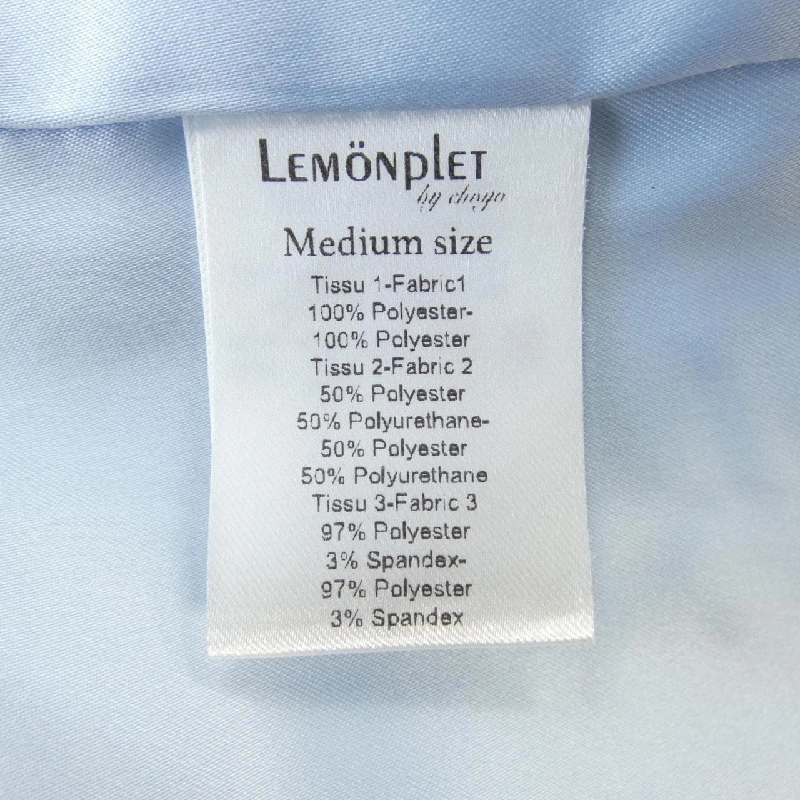 LEMÖNPLET
by
Medium size
Tissu 1-Fabric1
100% Polyester-
100% Polyester
Tissu 2-Fabric 2
50% Polyester
50% Polyurethane-
50% Polyester
50% Polyurethane
Tissu 3-Fabric 3
97% Polyester
3% Spandex-
97% Polyester
3% Spandex